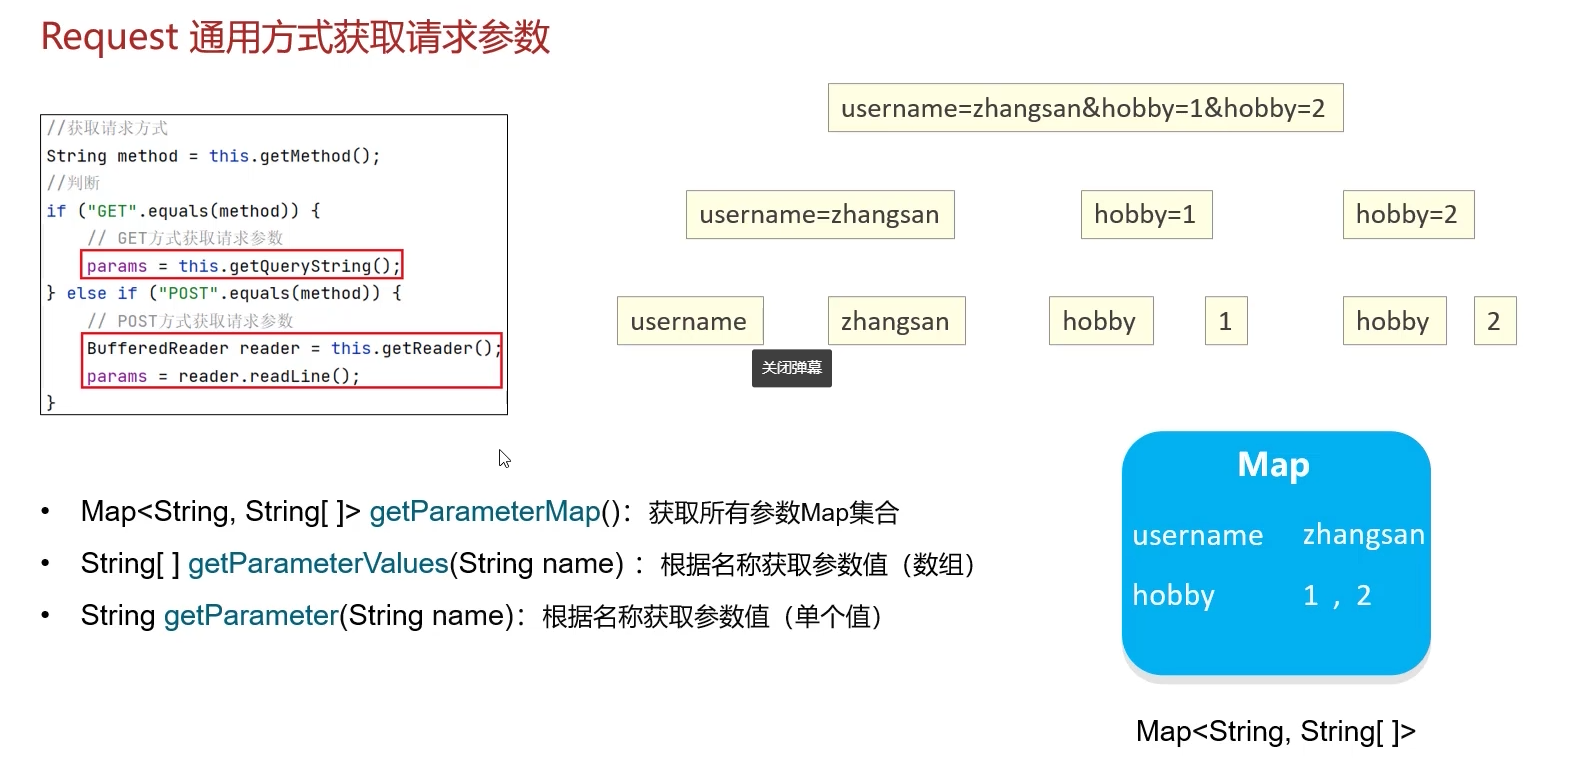 Request 通用方式获取请求参数
username=zhangsan&hobby=1&hobby=2
//获取请求方式
String method = this.getMethod();
//判断
if ("GET".equals(method)) {
// GET方式获取请求参数
params = this.getQueryString();
} else if ("POST".equals(method)) {
// POST方式获取请求参数
BufferedReader reader = this.getReader();
params = reader.readLine();
}
username=zhangsan
hobby=1
hobby=2
username
zhangsan
hobby
1
hobby
2
关闭弹幕
• Map<String, String[ ]> getParameterMap()：获取所有参数Map集合
• String[ ] getParameterValues(String name) ：根据名称获取参数值（数组）
• String getParameter(String name)：根据名称获取参数值（单个值）
Map
username zhangsan
hobby 1 , 2
Map<String, String[ ]>